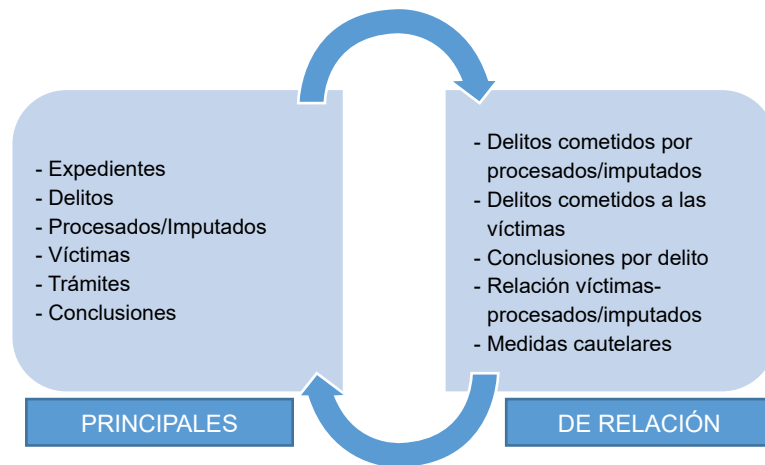 - Expedientes
- Delitos
- Procesados/Imputados
- Víctimas
- Trámites
- Conclusiones
PRINCIPALES
- Delitos cometidos por
procesados/imputados
- Delitos cometidos a las
víctimas
- Conclusiones por delito
- Relación víctimas-
procesados/imputados
- Medidas cautelares
DE RELACIÓN